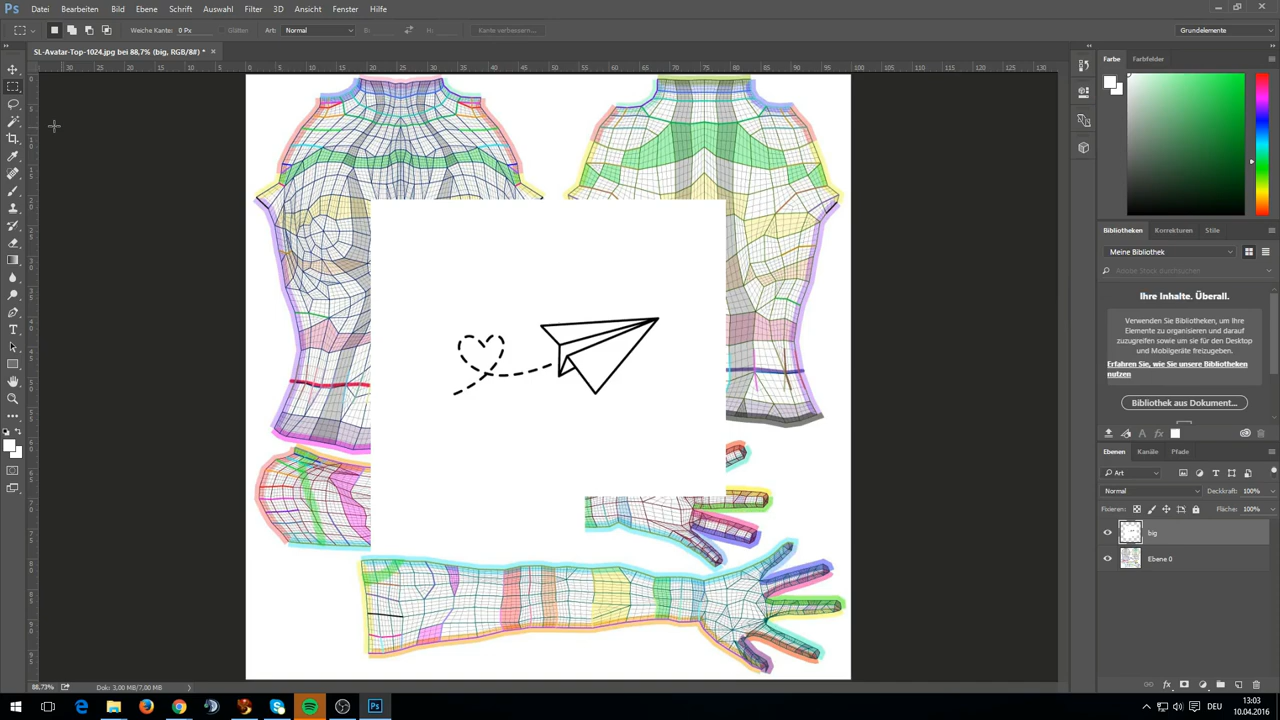 Ps Datei Bearbeiten Bild Ebene Schrift Auswahl Filter 3D Ansicht Fenster Hilfe
Weiche Kante: 0 Px Glätten Art: Normal B: H: Kante verbessern... Grundelemente
SL-Avatar-Top-1024.jpg bei 88,7% (big, RGB/8#) * ×
Farbe Farbfelder
Bibliotheken Korrekturen Stile
Meine Bibliothek
Adobe Stock durchsuchen
Ihre Inhalte. Überall.
Verwenden Sie Bibliotheken, um Ihre
Elemente zu organisieren und darauf
zuzugreifen sowie um sie für den Desktop
und Mobilgeräte freizugeben.
Erfahren Sie, wie Sie unsere Bibliotheken
nutzen
Bibliothek aus Dokument...
Ebenen Kanäle Pfade
Art
Normal Deckkraft: 100%
Fixieren: Fläche: 100%
big
Ebene 0
88,73% Dok: 3,00 MB/7,00 MB
DEU 13:03
10.04.2016